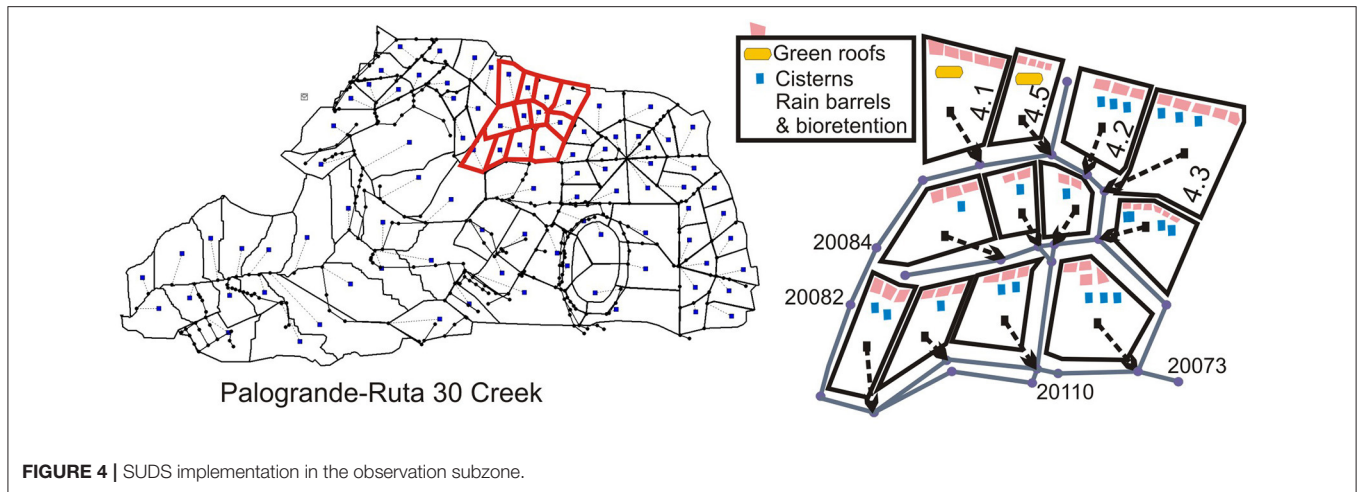 Green roofs
Cisterns
Rain barrels
& bioretention
4.1
4.5
4.2
4.3
20084
20082
20073
20110
Palogrande-Ruta 30 Creek
FIGURE 4 | SUDS implementation in the observation subzone.